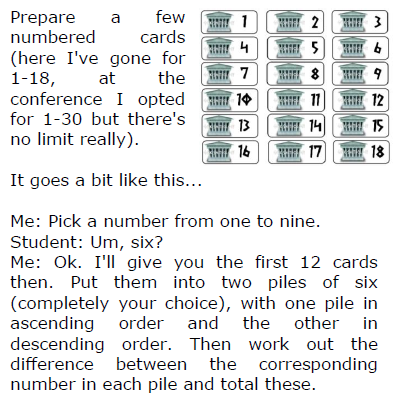 Prepare a few
numbered cards
(here I've gone for
1-18, at the
conference I opted
for 1-30 but there's
no limit really).
1 2 3
4 5 6
7 8 9
10 11 12
13 14 15
16 17 18
It goes a bit like this...
Me: Pick a number from one to nine.
Student: Um, six?
Me: Ok. I'll give you the first 12 cards
then. Put them into two piles of six
(completely your choice), with one pile in
ascending order and the other in
descending order. Then work out the
difference between the corresponding
number in each pile and total these.